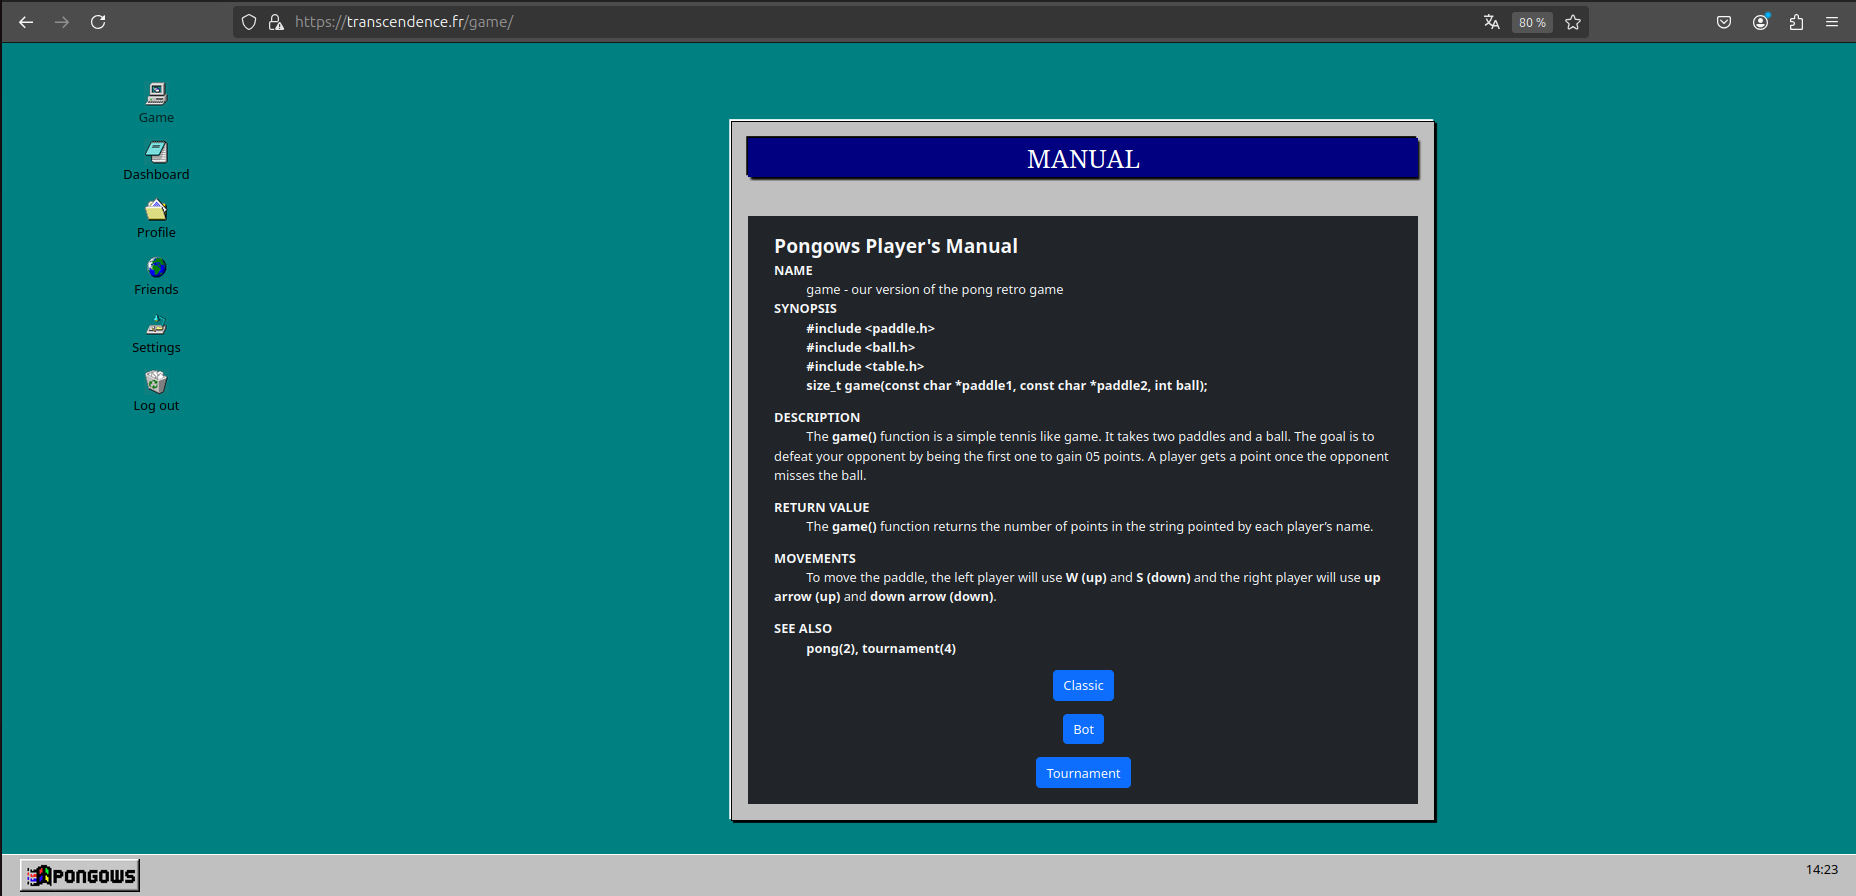 https://transcendence.fr/game/
80 %
Game
Dashboard
Profile
Friends
Settings
Log out
MANUAL
Pongows Player's Manual
NAME
game - our version of the pong retro game
SYNOPSIS
#include <paddle.h>
#include <ball.h>
#include <table.h>
size_t game(const char *paddle1, const char *paddle2, int ball);
DESCRIPTION
The game() function is a simple tennis like game. It takes two paddles and a ball. The goal is to
defeat your opponent by being the first one to gain 05 points. A player gets a point once the opponent
misses the ball.
RETURN VALUE
The game() function returns the number of points in the string pointed by each player's name.
MOVEMENTS
To move the paddle, the left player will use W (up) and S (down) and the right player will use up
arrow (up) and down arrow (down).
SEE ALSO
pong(2), tournament(4)
Classic
Bot
Tournament
PONGOWS
14:23